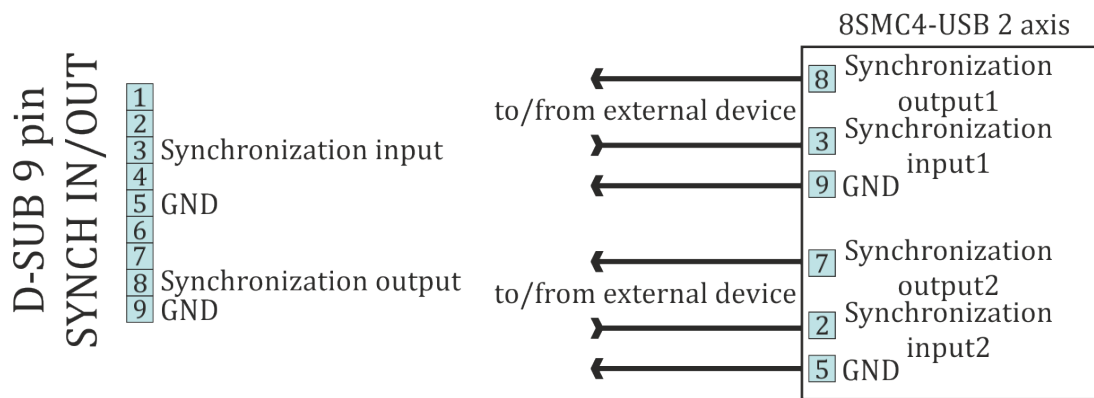 D-SUB 9 pin
SYNCH IN/OUT
1
2
3 Synchronization input
4
5 GND
6
7
8 Synchronization output
9 GND
8SMC4-USB 2 axis
8 Synchronization
output1
to/from external device
3 Synchronization
input1
9 GND
7 Synchronization
output2
to/from external device
2 Synchronization
input2
5 GND